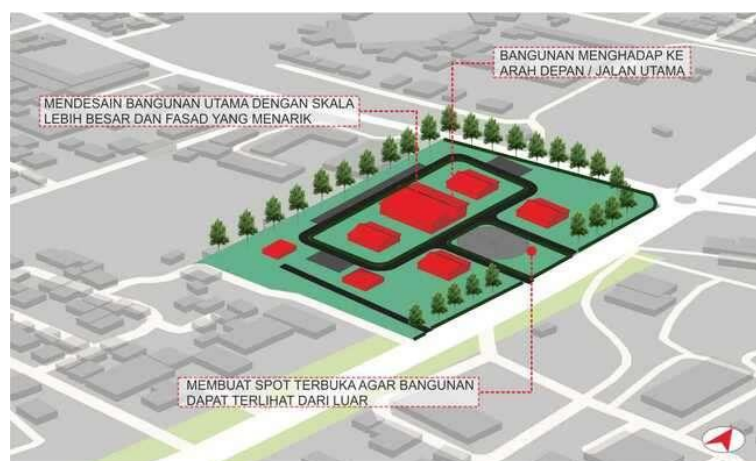 BANGUNAN MENGHADAP KE
ARAH DEPAN / JALAN UTAMA
MENDESAIN BANGUNAN UTAMA DENGAN SKALA
LEBIH BESAR DAN FASAD YANG MENARIK
MEMBUAT SPOT TERBUKA AGAR BANGUNAN
DAPAT TERLIHAT DARI LUAR